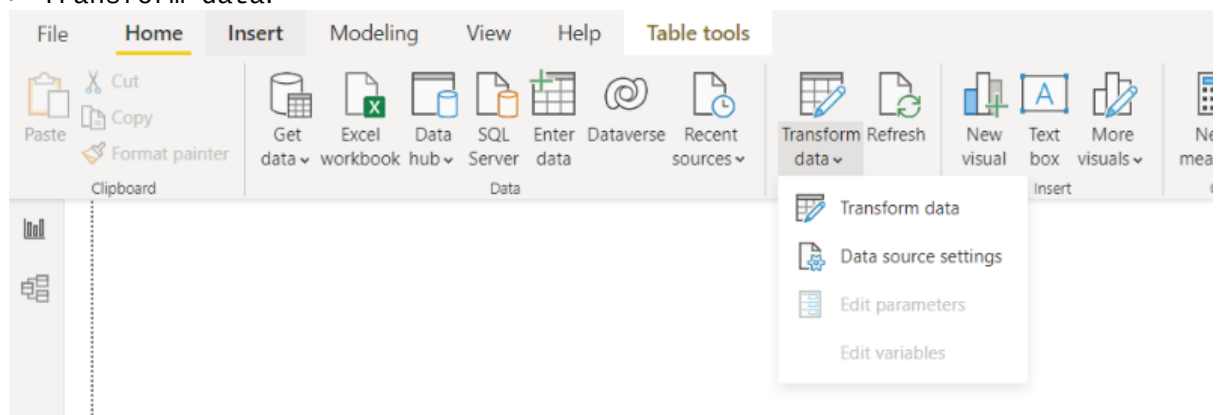 Transform data.
File Home Insert Modeling View Help Table tools
Cut
Copy
Format painter
Paste
Clipboard
Get data
Excel workbook
Data hub
SQL Server
Enter data
Dataverse
Recent sources
Data
Transform data
Refresh
New visual
Text box
More visuals
Insert
A
X
Transform data
Data source settings
Edit parameters
Edit variables